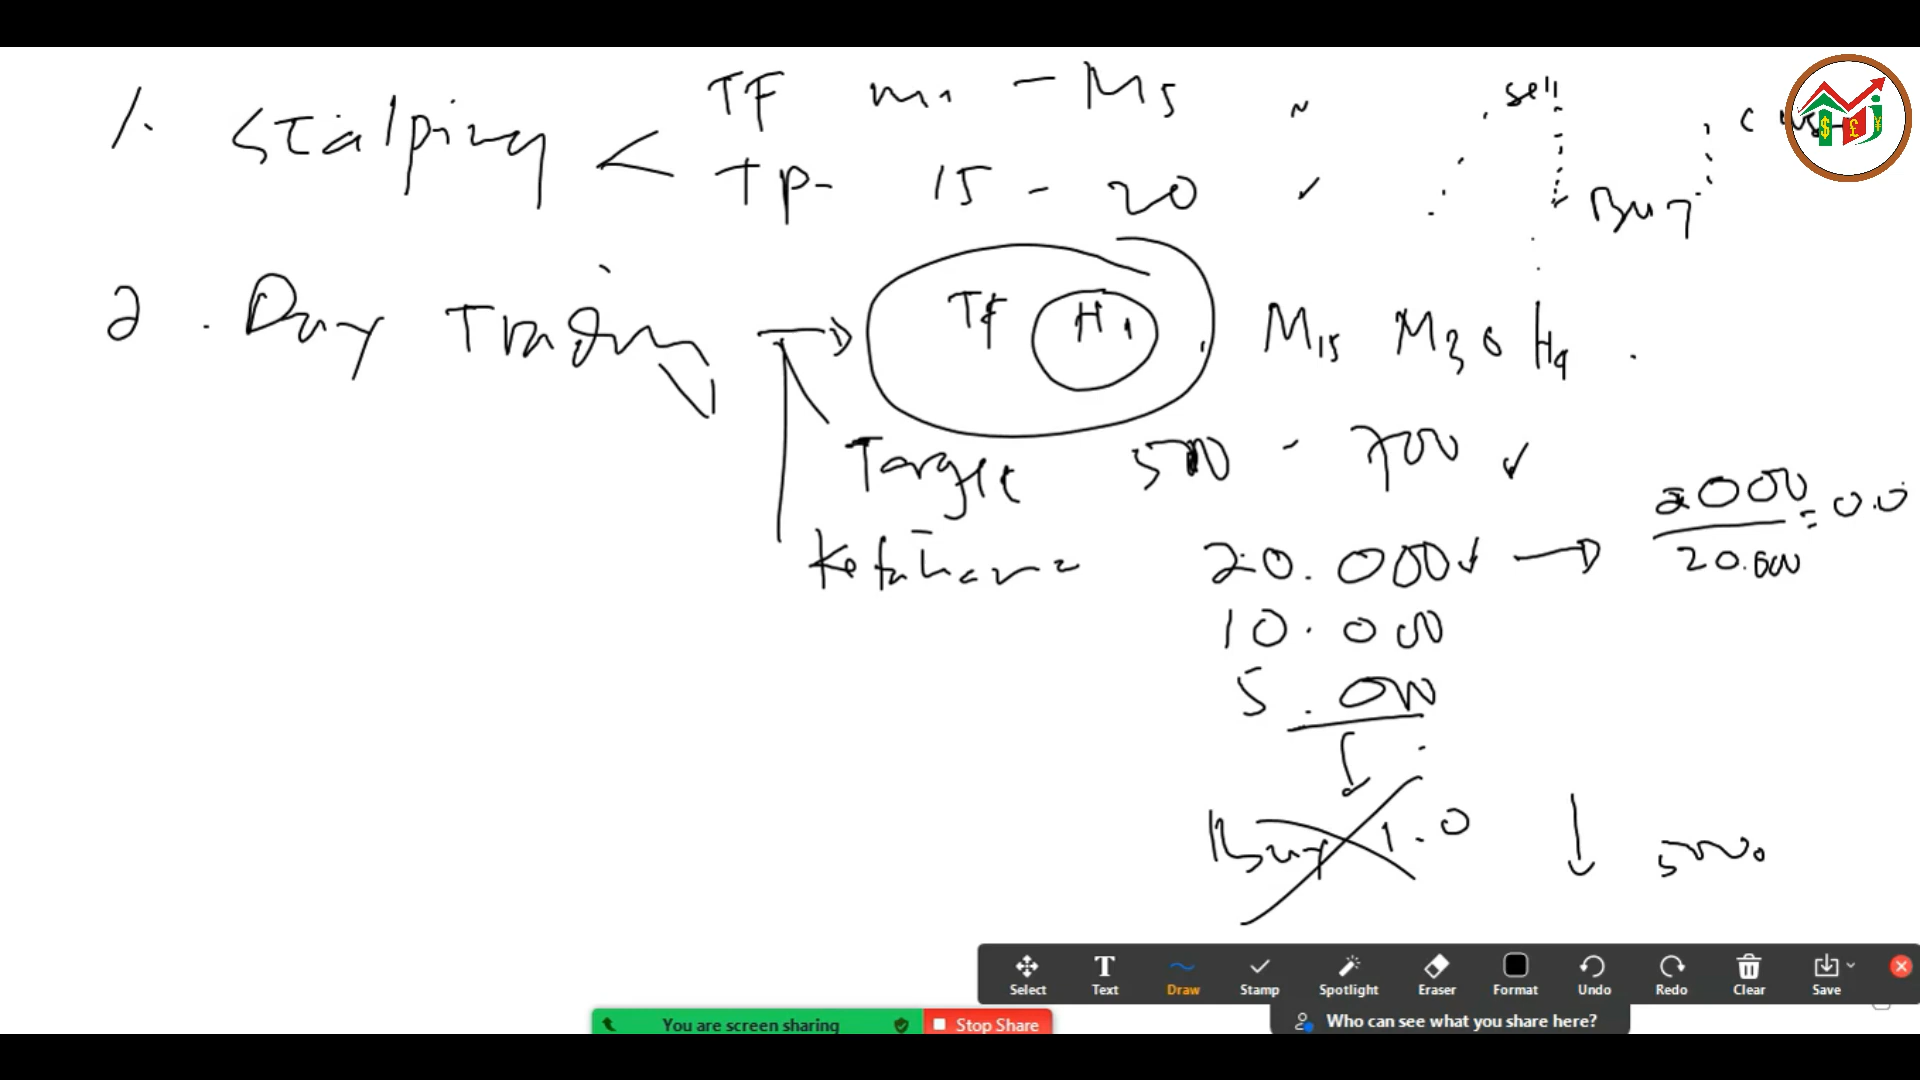 1. Scalping < TF M1 - M5
TP - 15 - 20
sell
Buy
2. Day Trading → TF H1 M15 M30 H4
Target 500 - 700
Ketahana 20.000 → 2000 = 0.0
20.000
10.000
5.000
Buy 1.0
5000
MJ
Select Text Draw Stamp Spotlight Eraser Format Undo Redo Clear Save
You are screen sharing Stop Share Who can see what you share here?